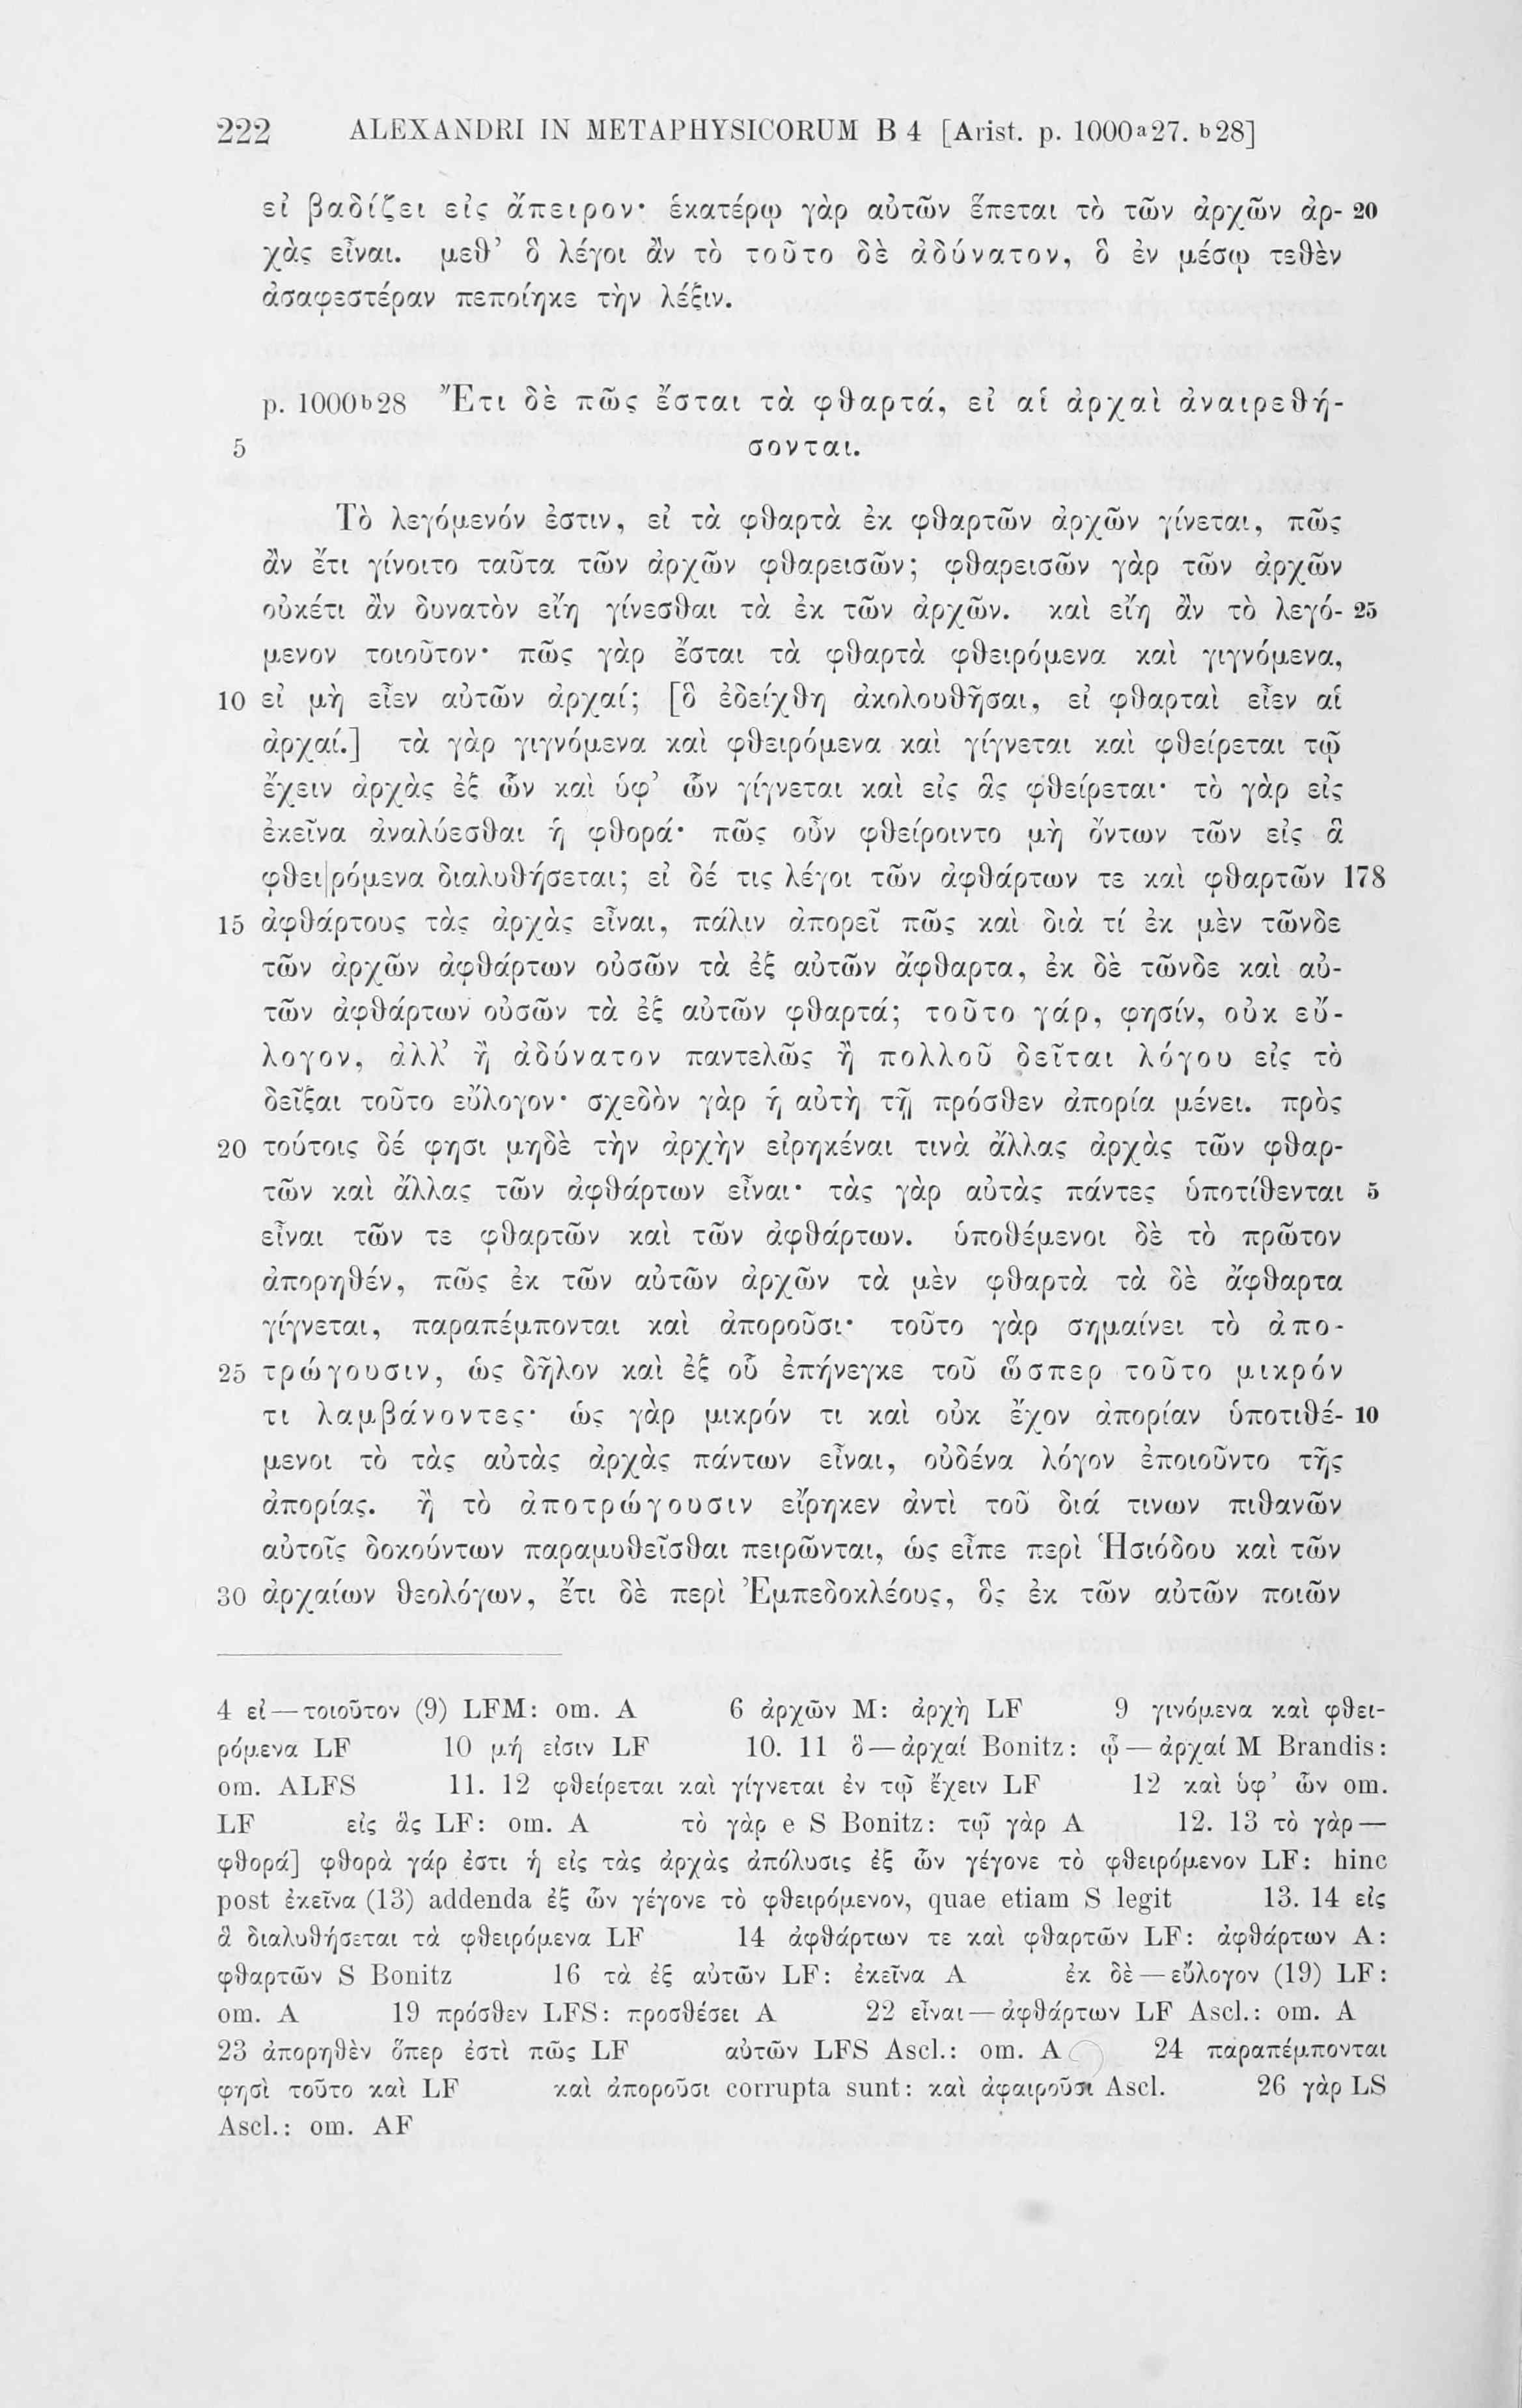 222 ALEXANDRI IN METAPHYSICORUM B 4 [Arist. p. 1000ᵃ27. ᵇ28]
εἰ βαδίζει εἰς ἄπειρον· ἑκατέρῳ γὰρ αὐτῶν ἕπεται τὸ τῶν ἀρχῶν ἀρ- 20
χὰς εἶναι. μεθ’ ὃ λέγοι ἂν τὸ τοῦτο δὲ ἀδύνατον, ὃ ἐν μέσῳ τεθὲν
ἀσαφεστέραν πεποίηκε τὴν λέξιν.
p. 1000ᵇ28 Ἔτι δὲ πῶς ἔσται τὰ φθαρτά, εἰ αἱ ἀρχαὶ ἀναιρεθή-
5 σονται.
Τὸ λεγόμενόν ἐστιν, εἰ τὰ φθαρτὰ ἐκ φθαρτῶν ἀρχῶν γίνεται, πῶς
ἂν ἔτι γίνοιτο ταῦτα τῶν ἀρχῶν φθαρεισῶν; φθαρεισῶν γὰρ τῶν ἀρχῶν
οὐκέτι ἂν δυνατὸν εἴη γίνεσθαι τὰ ἐκ τῶν ἀρχῶν. καὶ εἴη ἂν τὸ λεγό- 25
μενον τοιοῦτον· πῶς γὰρ ἔσται τὰ φθαρτὰ φθειρόμενα καὶ γιγνόμενα,
10 εἰ μὴ εἶεν αὐτῶν ἀρχαί; [ὃ ἐδείχθη ἀκολουθῆσαι, εἰ φθαρταὶ εἶεν αἱ
ἀρχαί.] τὰ γὰρ γιγνόμενα καὶ φθειρόμενα καὶ γίγνεται καὶ φθείρεται τῷ
ἔχειν ἀρχὰς ἐξ ὧν καὶ ὑφ’ ὧν γίγνεται καὶ εἰς ἃς φθείρεται· τὸ γὰρ εἰς
ἐκεῖνα ἀναλύεσθαι ἡ φθορά· πῶς οὖν φθείροιντο μὴ ὄντων τῶν εἰς ἃ
φθει|ρόμενα διαλυθήσεται; εἰ δέ τις λέγοι τῶν ἀφθάρτων τε καὶ φθαρτῶν 178
15 ἀφθάρτους τὰς ἀρχὰς εἶναι, πάλιν ἀπορεῖ πῶς καὶ διὰ τί ἐκ μὲν τῶνδε
τῶν ἀρχῶν ἀφθάρτων οὐσῶν τὰ ἐξ αὐτῶν ἄφθαρτα, ἐκ δὲ τῶνδε καὶ αὐ-
τῶν ἀφθάρτων οὐσῶν τὰ ἐξ αὐτῶν φθαρτά; τοῦτο γάρ, φησίν, οὐκ εὔ-
λογον, ἀλλ’ ἢ ἀδύνατον παντελῶς ἢ πολλοῦ δεῖται λόγου εἰς τὸ
δεῖξαι τοῦτο εὔλογον· σχεδὸν γὰρ ἡ αὐτὴ τῇ πρόσθεν ἀπορία μένει. πρὸς
20 τούτοις δέ φησι μηδὲ τὴν ἀρχὴν εἰρηκέναι τινὰ ἄλλας ἀρχὰς τῶν φθαρ-
τῶν καὶ ἄλλας τῶν ἀφθάρτων εἶναι· τὰς γὰρ αὐτὰς πάντες ὑποτίθενται 5
εἶναι τῶν τε φθαρτῶν καὶ τῶν ἀφθάρτων. ὑποθέμενοι δὲ τὸ πρῶτον
ἀπορηθέν, πῶς ἐκ τῶν αὐτῶν ἀρχῶν τὰ μὲν φθαρτὰ τὰ δὲ ἄφθαρτα
γίγνεται, παραπέμπονται καὶ ἀποροῦσι· τοῦτο γὰρ σημαίνει τὸ ἀπο-
25 τρώγουσιν, ὡς δῆλον καὶ ἐξ οὗ ἐπήνεγκε τοῦ ὥσπερ τοῦτο μικρόν
τι λαμβάνοντες· ὡς γὰρ μικρόν τι καὶ οὐκ ἔχον ἀπορίαν ὑποτιθέ- 10
μενοι τὸ τὰς αὐτὰς ἀρχὰς πάντων εἶναι, οὐδένα λόγον ἐποιοῦντο τῆς
ἀπορίας. ἢ τὸ ἀποτρώγουσιν εἴρηκεν ἀντὶ τοῦ διά τινων πιθανῶν
αὐτοῖς δοκούντων παραμυθεῖσθαι πειρῶνται, ὡς εἶπε περὶ Ἡσιόδου καὶ τῶν
30 ἀρχαίων θεολόγων, ἔτι δὲ περὶ Ἐμπεδοκλέους, ὃς ἐκ τῶν αὐτῶν ποιῶν
4 εἰ — τοιοῦτον (9) LFM: om. A 6 ἀρχῶν M: ἀρχὴ LF 9 γινόμενα καὶ φθει-
ρόμενα LF 10 μή εἰσιν LF 10. 11 ὃ — ἀρχαί Bonitz: ᾧ — ἀρχαί M Brandis:
om. ALFS 11. 12 φθείρεται καὶ γίγνεται ἐν τῷ ἔχειν LF 12 καὶ ὑφ’ ὧν om.
LF εἰς ἃς LF: om. A τὸ γὰρ e S Bonitz: τῷ γὰρ A 12. 13 τὸ γὰρ —
φθορά] φθορὰ γάρ ἐστι ἡ εἰς τὰς ἀρχὰς ἀπόλυσις ἐξ ὧν γέγονε τὸ φθειρόμενον LF: hinc
post ἐκεῖνα (13) addenda ἐξ ὧν γέγονε τὸ φθειρόμενον, quae etiam S legit 13. 14 εἰς
ἃ διαλυθήσεται τὰ φθειρόμενα LF 14 ἀφθάρτων τε καὶ φθαρτῶν LF: ἀφθάρτων A:
φθαρτῶν S Bonitz 16 τὰ ἐξ αὐτῶν LF: ἐκεῖνα A ἐκ δὲ — εὔλογον (19) LF:
om. A 19 πρόσθεν LFS: προσθέσει A 22 εἶναι — ἀφθάρτων LF Ascl.: om. A
23 ἀπορηθὲν ὅπερ ἐστὶ πῶς LF αὐτῶν LFS Ascl.: om. A 24 παραπέμπονται
φησὶ τοῦτο καὶ LF καὶ ἀποροῦσι corrupta sunt: καὶ ἀφαιροῦσι Ascl. 26 γὰρ LS
Ascl.: om. AF